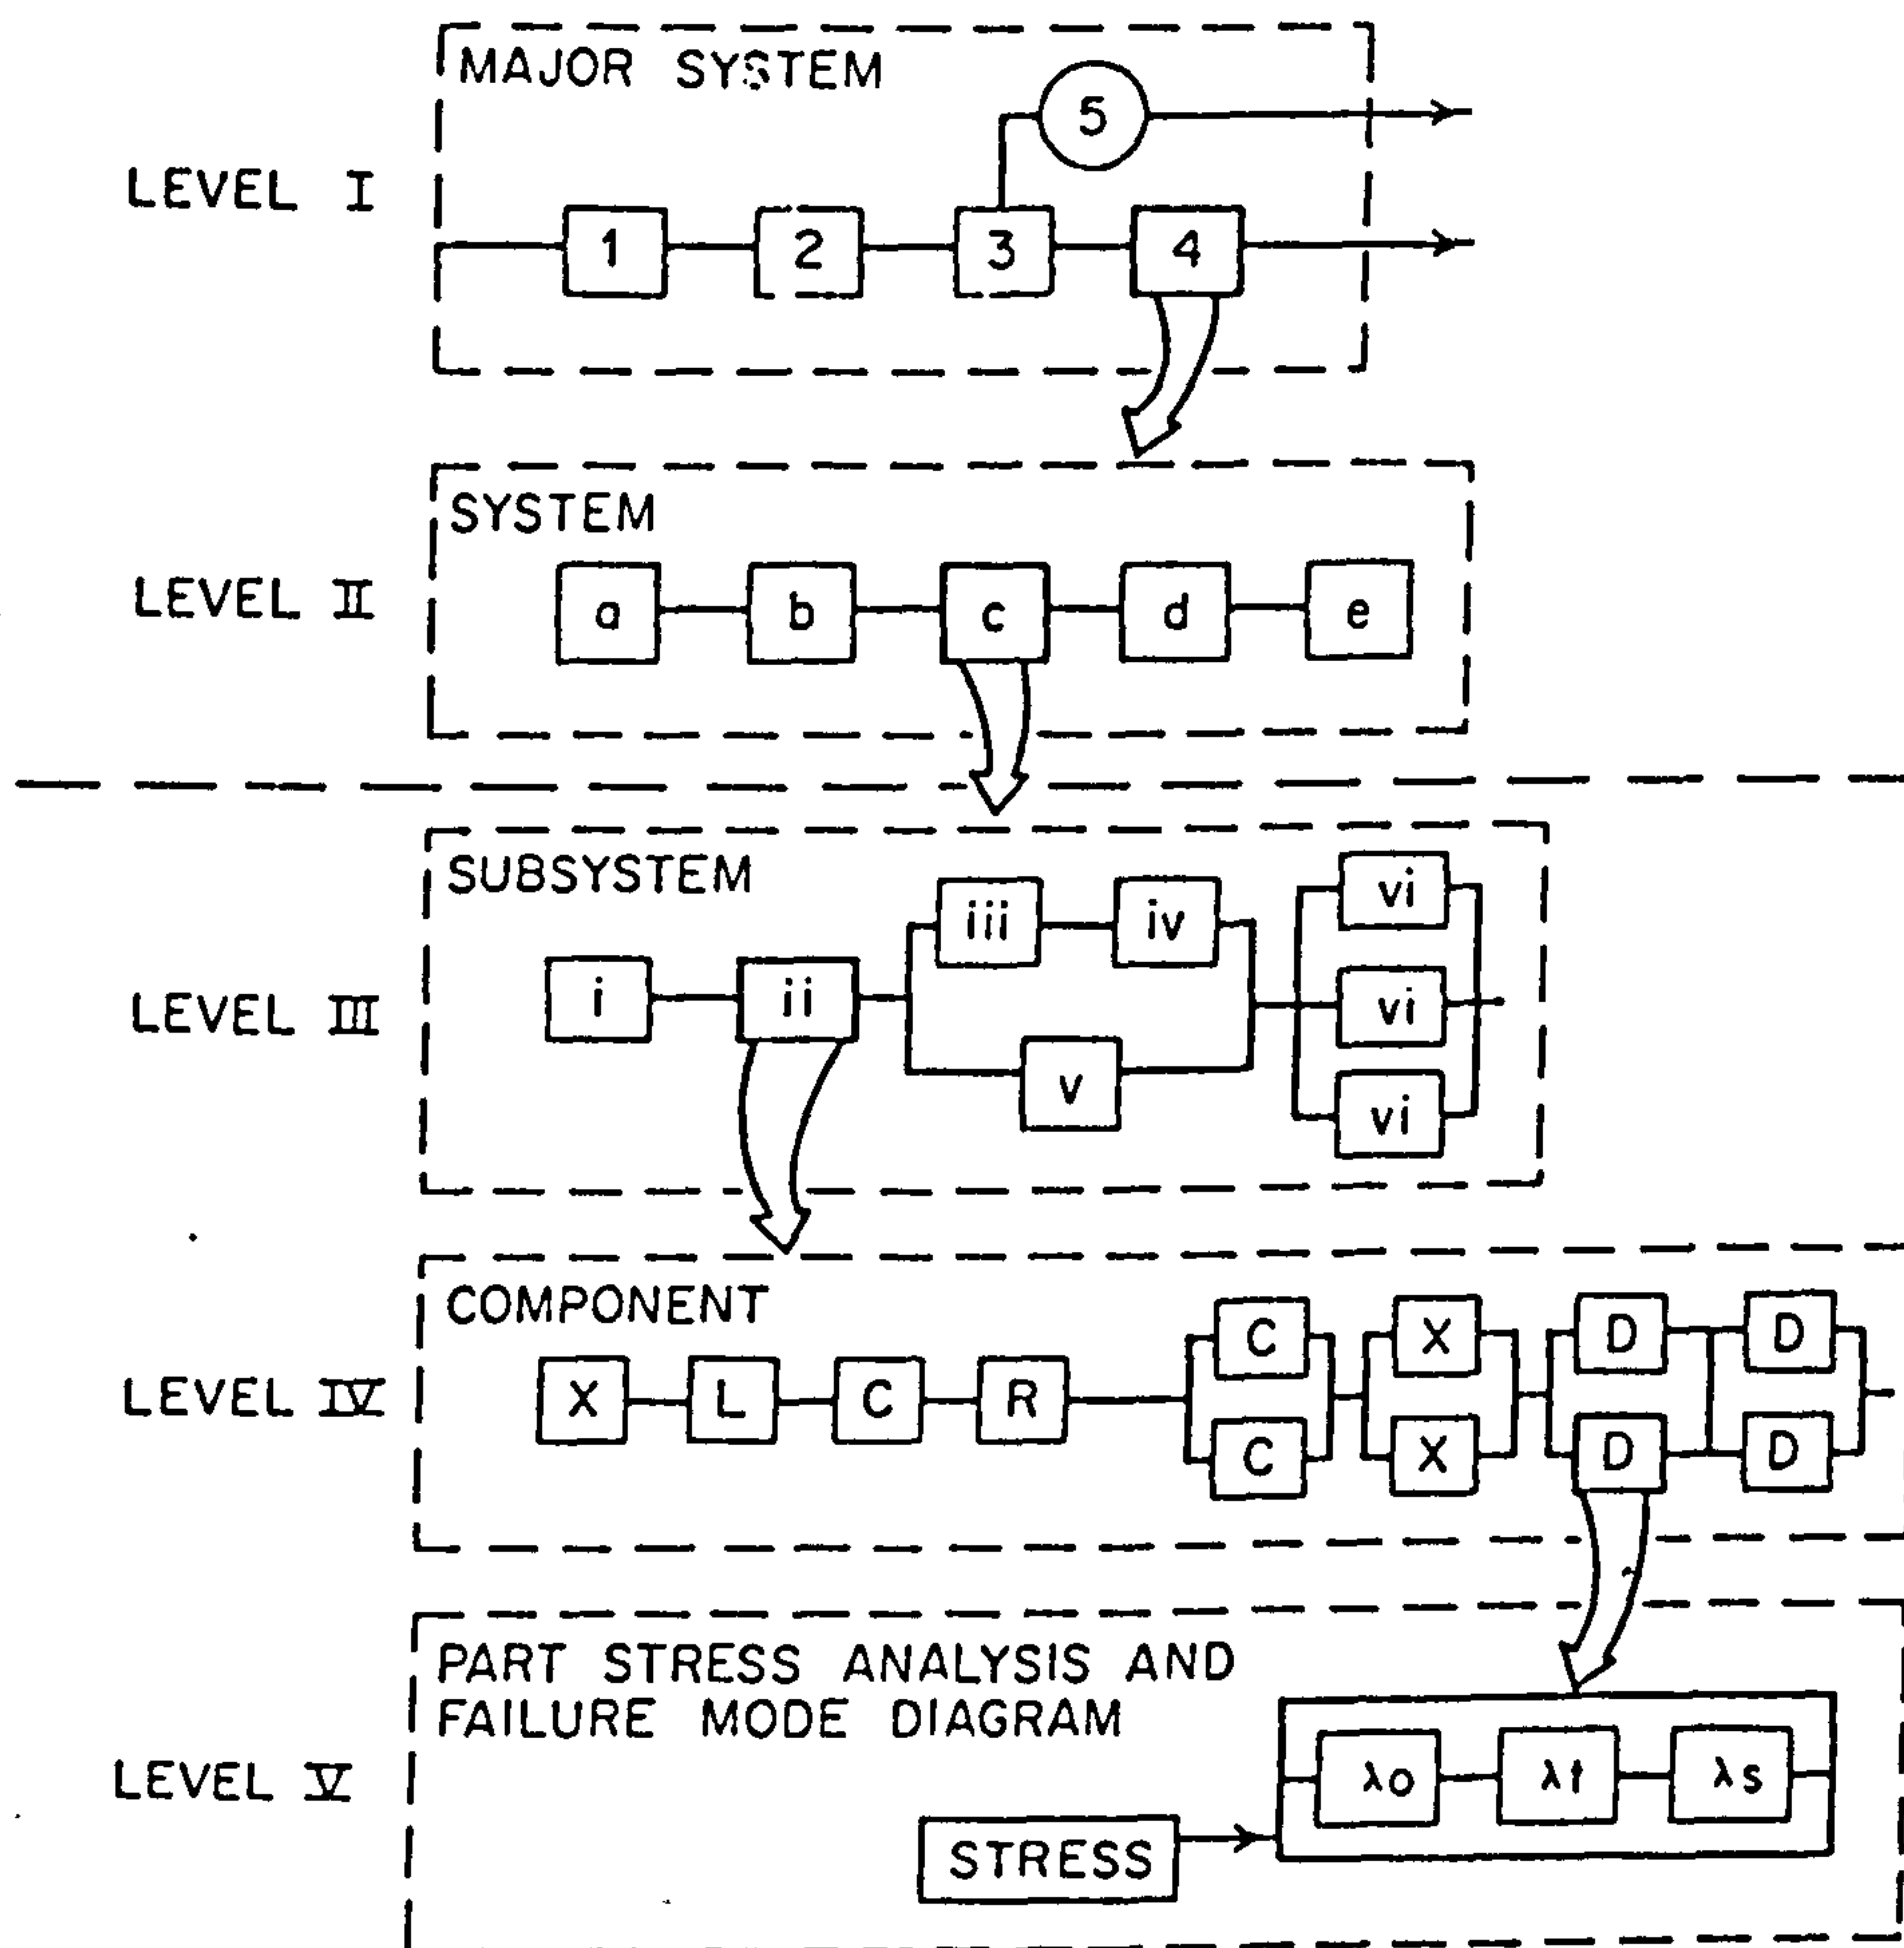 MAJOR SYSTEM
5
LEVEL I
1 2 3 4
SYSTEM
LEVEL II
a b c d e
SUBSYSTEM
vi
iii iv
LEVEL III
i ii vi
v
vi
COMPONENT
C X D D
LEVEL IV
X L C R
C X D D
PART STRESS ANALYSIS AND
FAILURE MODE DIAGRAM
LEVEL V
λo λt λs
STRESS